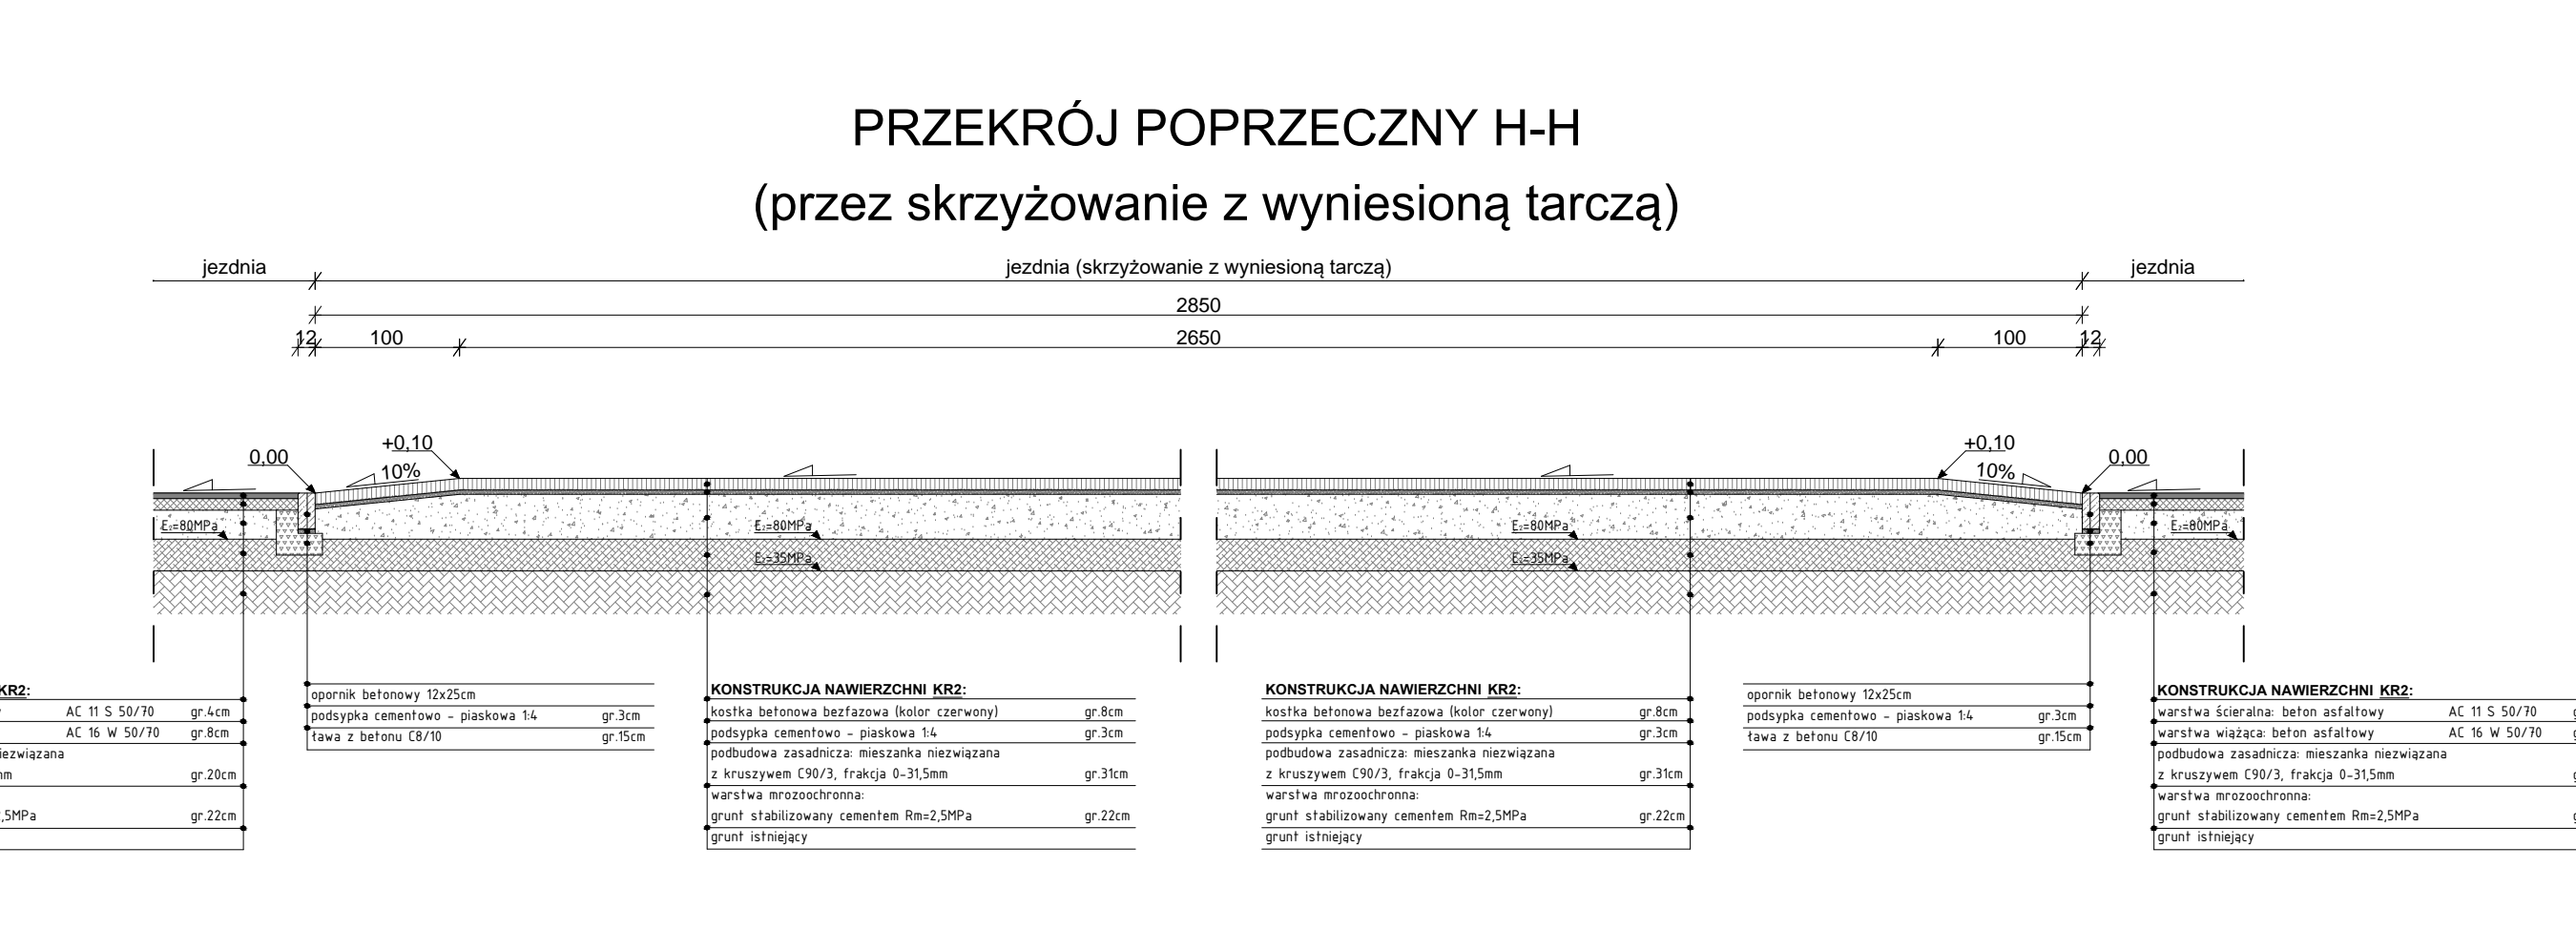 PRZEKRÓJ POPRZECZNY H-H
(przez skrzyżowanie z wyniesioną tarczą)
jezdnia jezdnia (skrzyżowanie z wyniesioną tarczą) jezdnia
2850
12 100 2650 100 12
0,00 +0,10 10% +0,10 10% 0,00
E₂=80MPa E₂=80MPa E₂=80MPa E₂=80MPa
E₂=35MPa E₂=35MPa
KR2:
AC 11 S 50/70 gr.4cm
AC 16 W 50/70 gr.8cm
iezwiązana
gr.20cm
,5MPa gr.22cm
opornik betonowy 12x25cm
podsypka cementowo - piaskowa 1:4 gr.3cm
ława z betonu C8/10 gr.15cm
KONSTRUKCJA NAWIERZCHNI KR2:
kostka betonowa bezfazowa (kolor czerwony) gr.8cm
podsypka cementowo - piaskowa 1:4 gr.3cm
podbudowa zasadnicza: mieszanka niezwiązana
z kruszywem C90/3, frakcja 0-31,5mm gr.31cm
warstwa mrozoochronna:
grunt stabilizowany cementem Rm=2,5MPa gr.22cm
grunt istniejący
KONSTRUKCJA NAWIERZCHNI KR2:
kostka betonowa bezfazowa (kolor czerwony) gr.8cm
podsypka cementowo - piaskowa 1:4 gr.3cm
podbudowa zasadnicza: mieszanka niezwiązana
z kruszywem C90/3, frakcja 0-31,5mm gr.31cm
warstwa mrozoochronna:
grunt stabilizowany cementem Rm=2,5MPa gr.22cm
grunt istniejący
opornik betonowy 12x25cm
podsypka cementowo - piaskowa 1:4 gr.3cm
ława z betonu C8/10 gr.15cm
KONSTRUKCJA NAWIERZCHNI KR2:
warstwa ścieralna: beton asfaltowy AC 11 S 50/70
warstwa wiążąca: beton asfaltowy AC 16 W 50/70
podbudowa zasadnicza: mieszanka niezwiązana
z kruszywem C90/3, frakcja 0-31,5mm
warstwa mrozoochronna:
grunt stabilizowany cementem Rm=2,5MPa
grunt istniejący